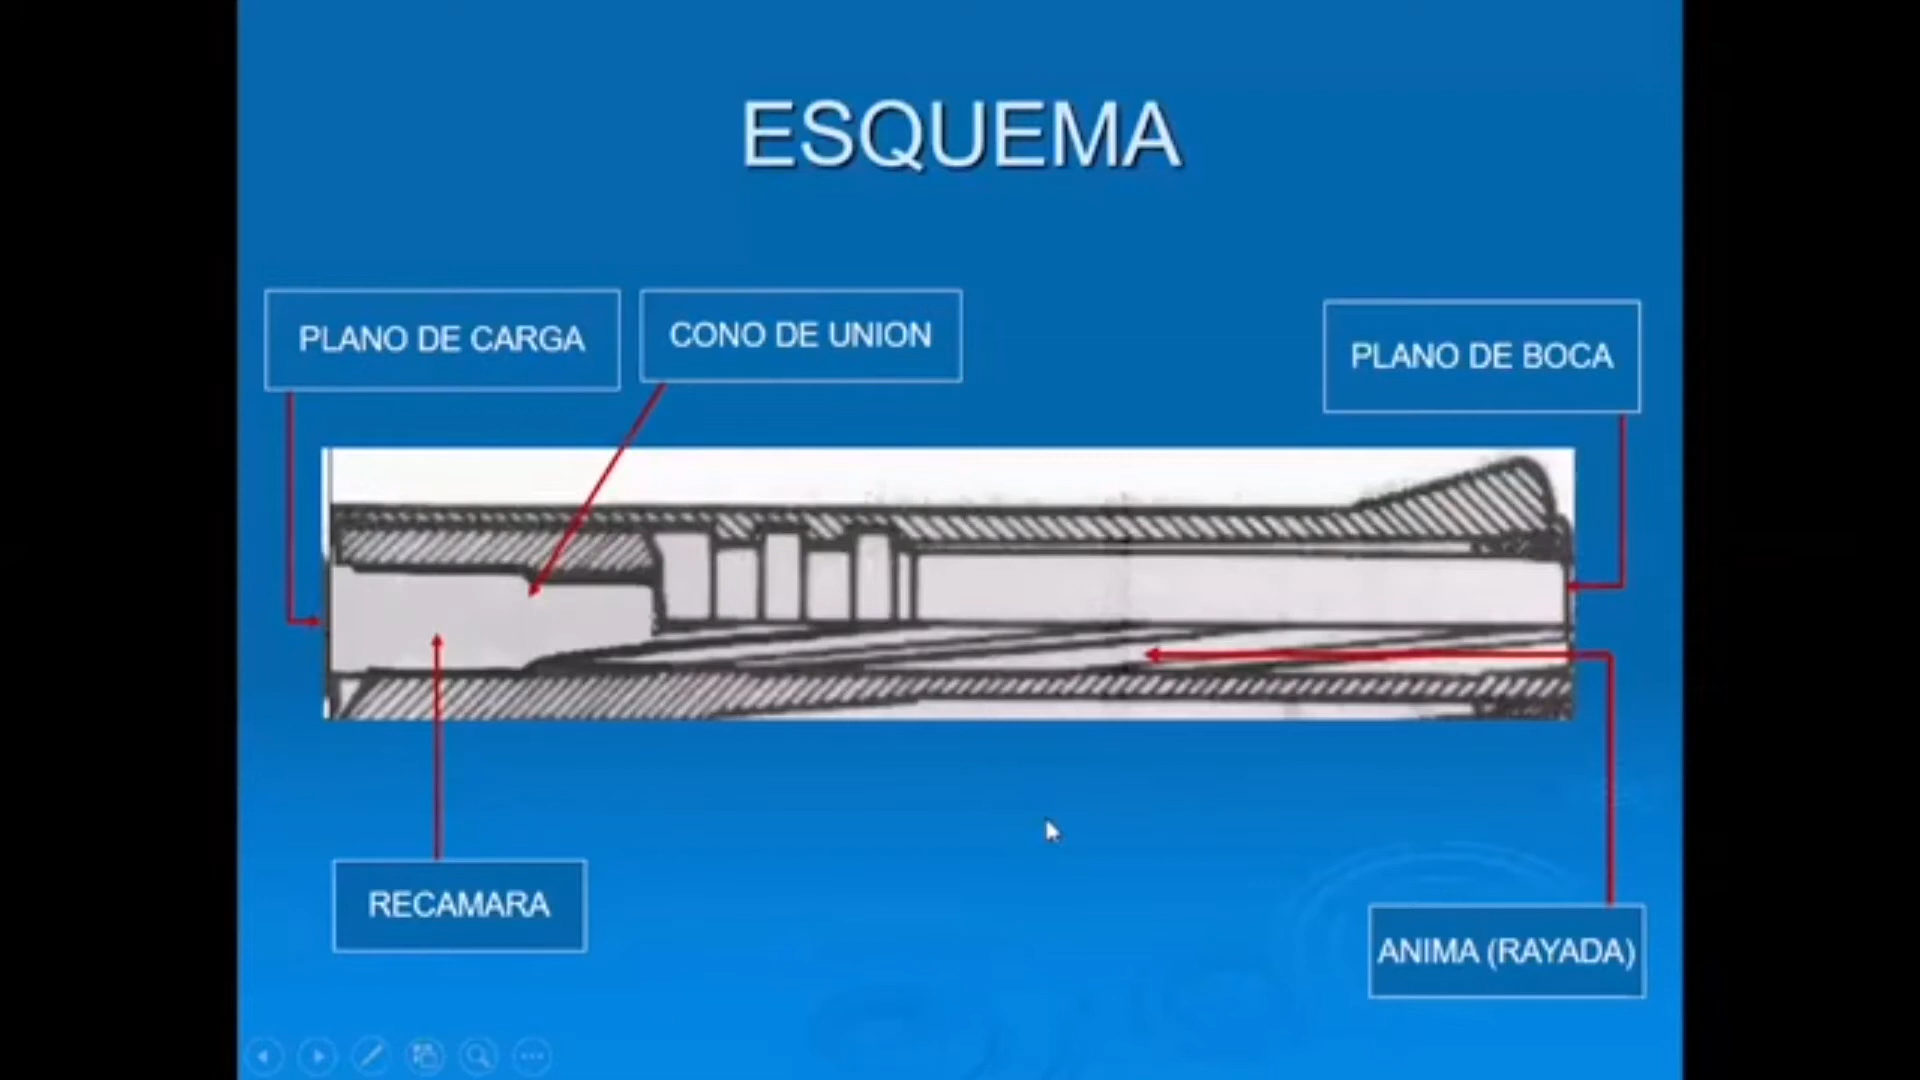 ESQUEMA
PLANO DE CARGA
CONO DE UNION
PLANO DE BOCA
RECAMARA
ANIMA (RAYADA)